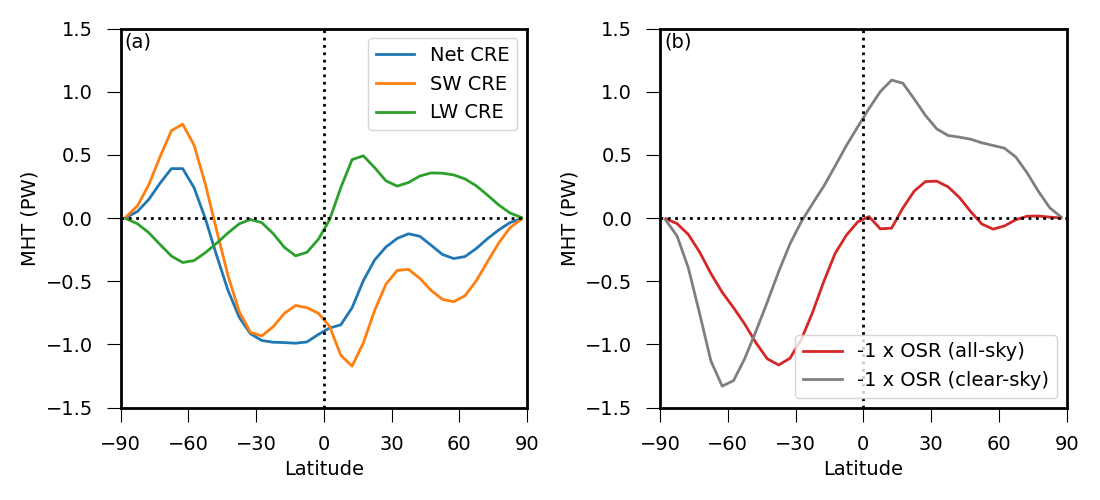 (a)
Net CRE
SW CRE
LW CRE
1.5
1.0
0.5
0.0
−0.5
−1.0
−1.5
MHT (PW)
−90
−60
−30
0
30
60
90
Latitude
(b)
1.5
1.0
0.5
0.0
−0.5
−1.0
−1.5
MHT (PW)
-1 x OSR (all-sky)
-1 x OSR (clear-sky)
−90
−60
−30
0
30
60
90
Latitude